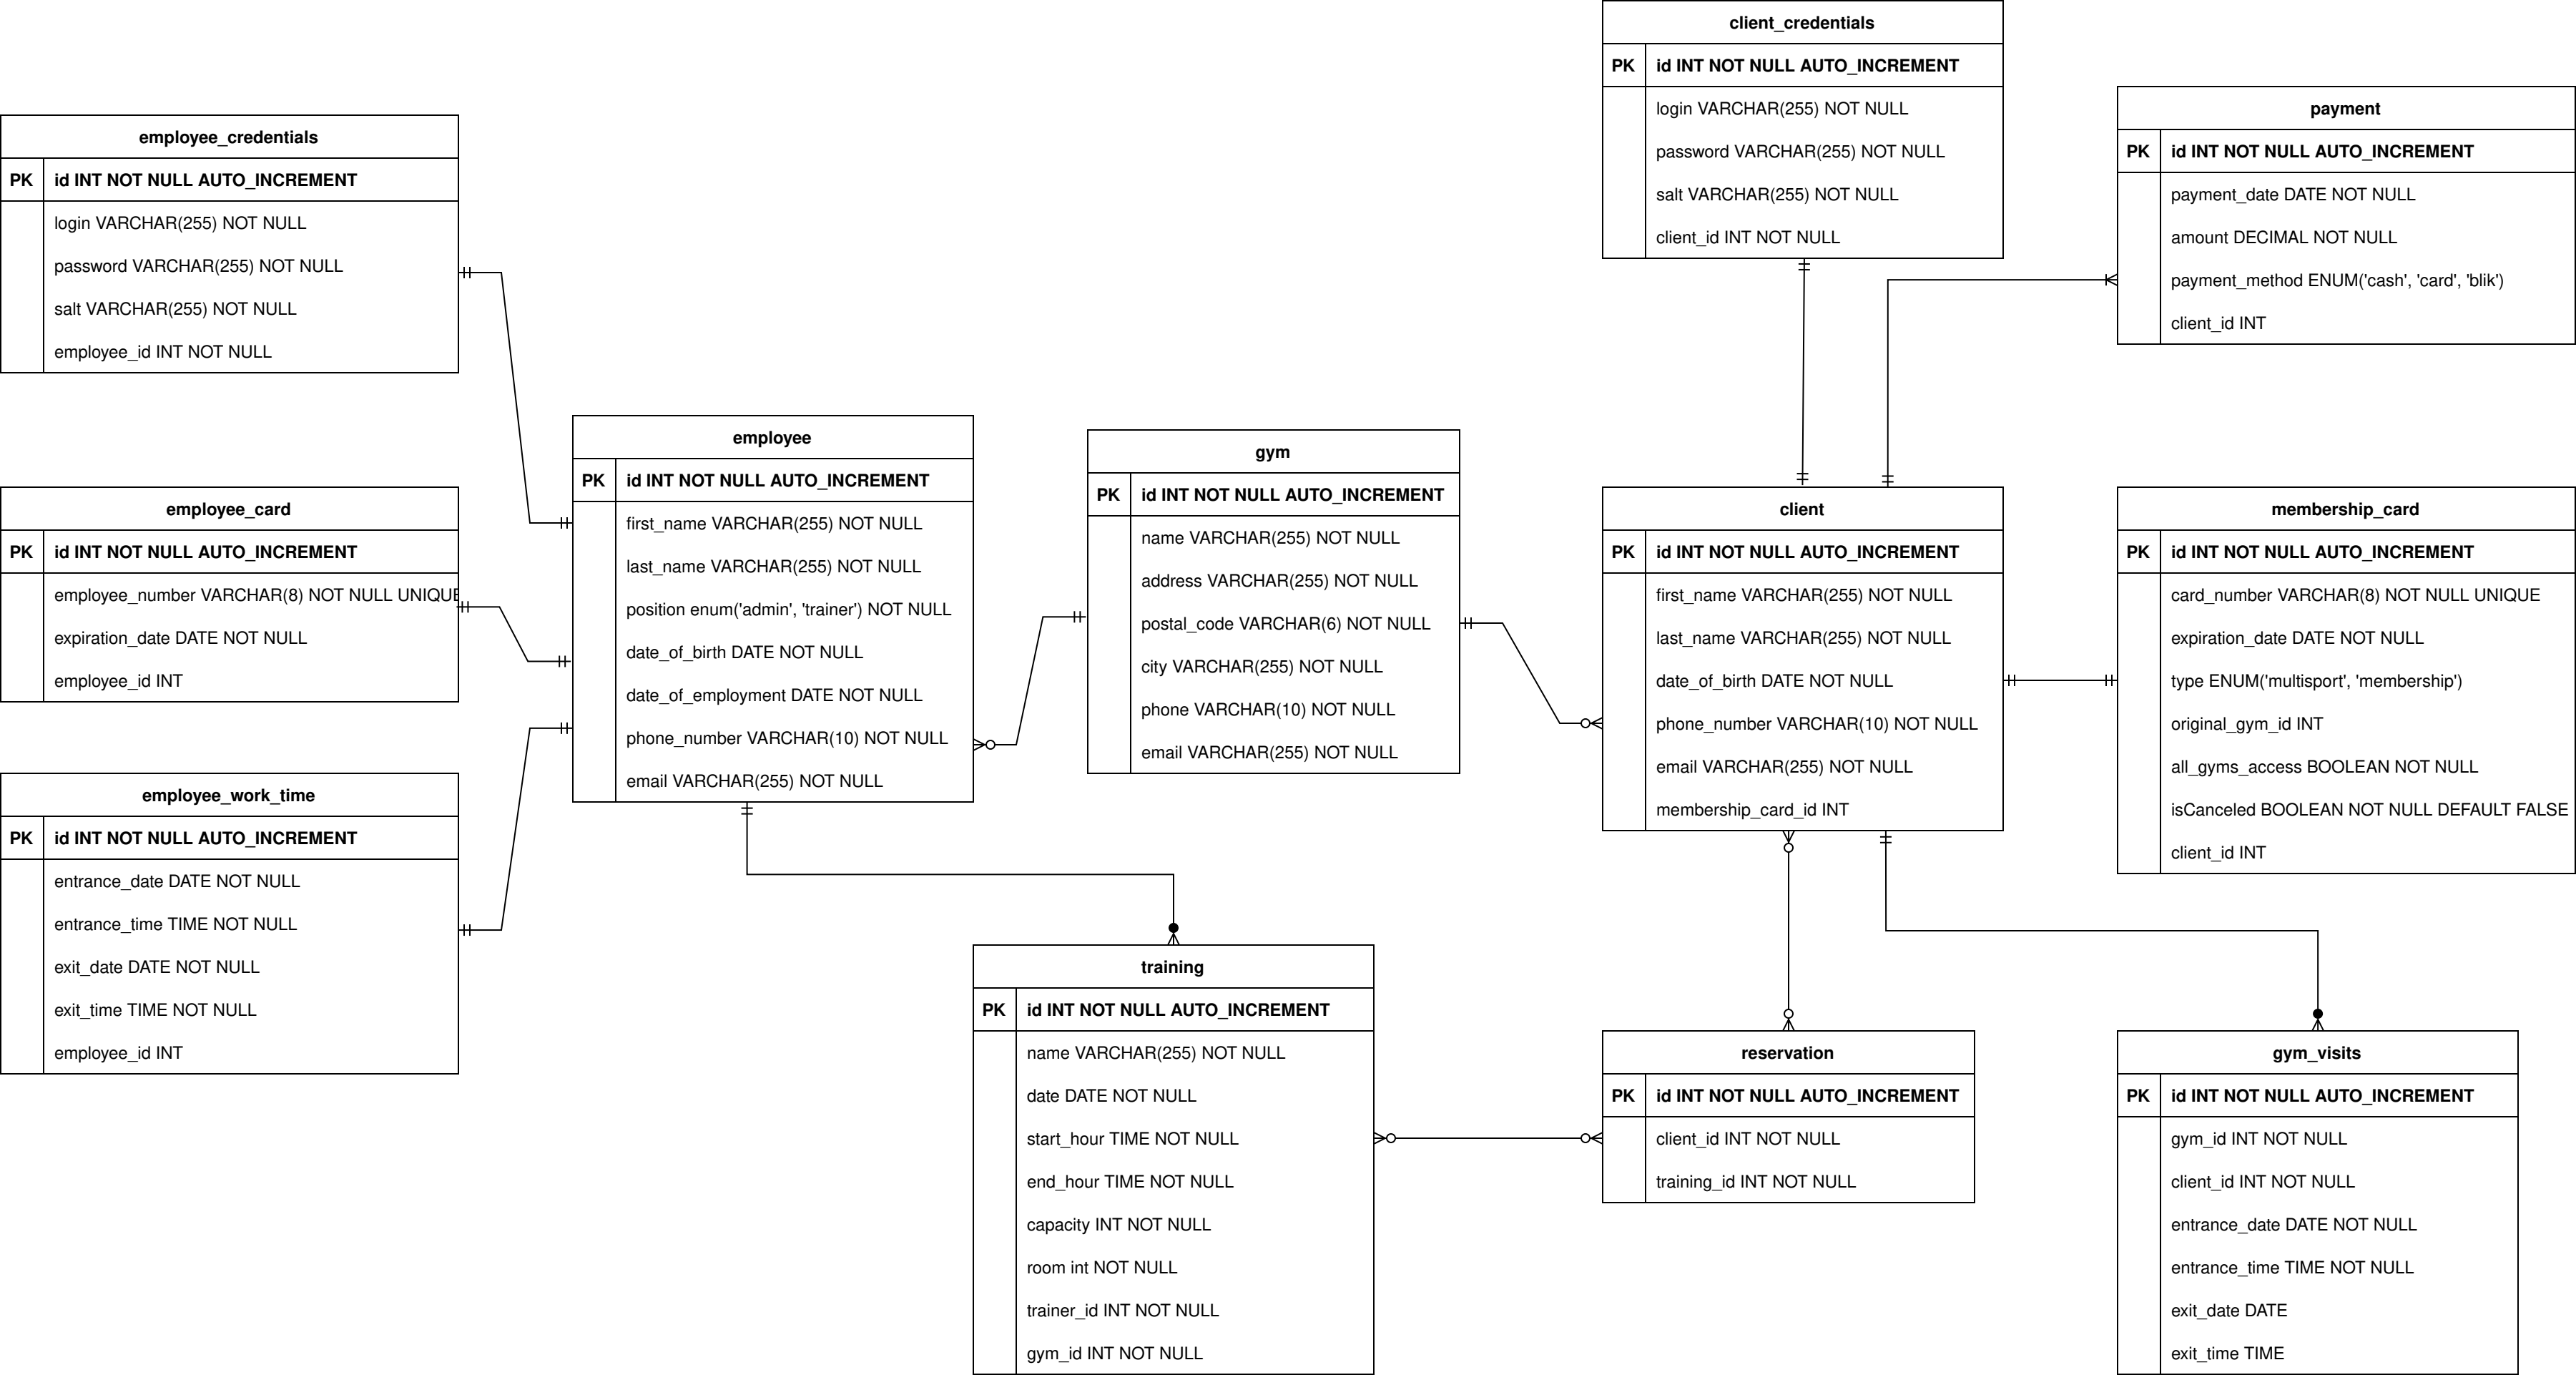 client_credentials
PK id INT NOT NULL AUTO_INCREMENT
login VARCHAR(255) NOT NULL
password VARCHAR(255) NOT NULL
salt VARCHAR(255) NOT NULL
client_id INT NOT NULL
payment
PK id INT NOT NULL AUTO_INCREMENT
payment_date DATE NOT NULL
amount DECIMAL NOT NULL
payment_method ENUM('cash', 'card', 'blik')
client_id INT
employee_credentials
PK id INT NOT NULL AUTO_INCREMENT
login VARCHAR(255) NOT NULL
password VARCHAR(255) NOT NULL
salt VARCHAR(255) NOT NULL
employee_id INT NOT NULL
employee
PK id INT NOT NULL AUTO_INCREMENT
first_name VARCHAR(255) NOT NULL
last_name VARCHAR(255) NOT NULL
position enum('admin', 'trainer') NOT NULL
date_of_birth DATE NOT NULL
date_of_employment DATE NOT NULL
phone_number VARCHAR(10) NOT NULL
email VARCHAR(255) NOT NULL
gym
PK id INT NOT NULL AUTO_INCREMENT
name VARCHAR(255) NOT NULL
address VARCHAR(255) NOT NULL
postal_code VARCHAR(6) NOT NULL
city VARCHAR(255) NOT NULL
phone VARCHAR(10) NOT NULL
email VARCHAR(255) NOT NULL
employee_card
PK id INT NOT NULL AUTO_INCREMENT
employee_number VARCHAR(8) NOT NULL UNIQUE
expiration_date DATE NOT NULL
employee_id INT
client
PK id INT NOT NULL AUTO_INCREMENT
first_name VARCHAR(255) NOT NULL
last_name VARCHAR(255) NOT NULL
date_of_birth DATE NOT NULL
phone_number VARCHAR(10) NOT NULL
email VARCHAR(255) NOT NULL
membership_card_id INT
membership_card
PK id INT NOT NULL AUTO_INCREMENT
card_number VARCHAR(8) NOT NULL UNIQUE
expiration_date DATE NOT NULL
type ENUM('multisport', 'membership')
original_gym_id INT
all_gyms_access BOOLEAN NOT NULL
isCanceled BOOLEAN NOT NULL DEFAULT FALSE
client_id INT
employee_work_time
PK id INT NOT NULL AUTO_INCREMENT
entrance_date DATE NOT NULL
entrance_time TIME NOT NULL
exit_date DATE NOT NULL
exit_time TIME NOT NULL
employee_id INT
training
PK id INT NOT NULL AUTO_INCREMENT
name VARCHAR(255) NOT NULL
date DATE NOT NULL
start_hour TIME NOT NULL
end_hour TIME NOT NULL
capacity INT NOT NULL
room int NOT NULL
trainer_id INT NOT NULL
gym_id INT NOT NULL
reservation
PK id INT NOT NULL AUTO_INCREMENT
client_id INT NOT NULL
training_id INT NOT NULL
gym_visits
PK id INT NOT NULL AUTO_INCREMENT
gym_id INT NOT NULL
client_id INT NOT NULL
entrance_date DATE NOT NULL
entrance_time TIME NOT NULL
exit_date DATE
exit_time TIME